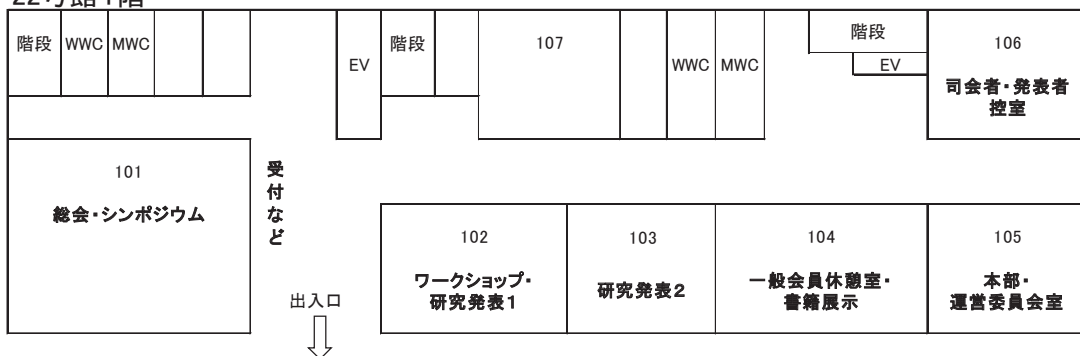 22号館1階
階段 WWC MWC
EV
階段
107
WWC MWC
階段
EV
106
司会者・発表者
控室
101
総会・シンポジウム
受付など
102
ワークショップ・
研究発表1
103
研究発表2
104
一般会員休憩室・
書籍展示
105
本部・
運営委員会室
出入口